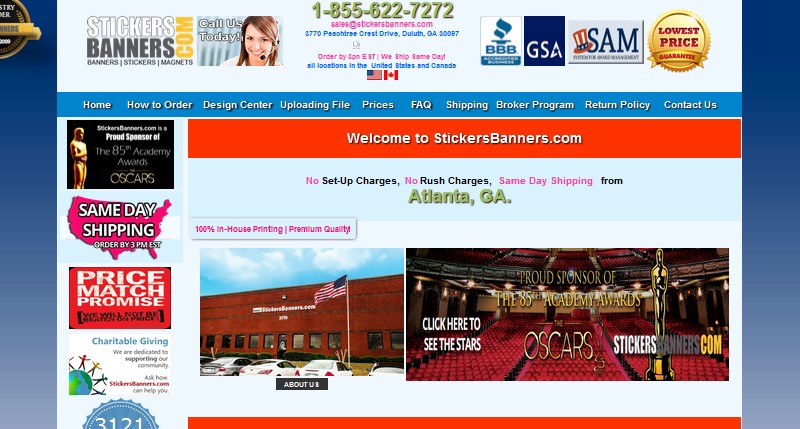 1-855-622-7272
STICKERS
BANNERS.COM
BANNERS | STICKERS | MAGNETS
Call Us
Today!
sales@stickersbanners.com
3770 Peachtree Crest Drive, Duluth, GA 30097
Order by 3pn EST | We Ship Same Day!
all locations in the United States and Canada
BBB
ACCREDITED
BUSINESS
GSA
SAM
SYSTEM FOR AWARD MANAGEMENT
LOWEST
PRICE
GUARANTEE
2009
Home How to Order Design Center Uploading File Prices FAQ Shipping Broker Program Return Policy Contact Us
StickersBanners.com is a
Proud Sponsor of
The 85th Academy
Awards
THE
OSCARS
SAME DAY
SHIPPING
ORDER BY 3 PM EST
PRICE
MATCH
PROMISE
[WE WILL NOT BE
BEATEN ON PRICE]
Charitable Giving
We are dedicated to
supporting our
community.
Ask how
StickersBanners.com
can help you.
3121
Welcome to StickersBanners.com
No Set-Up Charges, No Rush Charges, Same Day Shipping from
Atlanta, GA.
100% In-House Printing | Premium Quality!
StickersBanners.com
3770
ABOUT US
PROUD SPONSOR OF
THE 85TH ACADEMY AWARDS
CLICK HERE TO
SEE THE STARS
THE
OSCARS
STICKERSBANNERS.COM